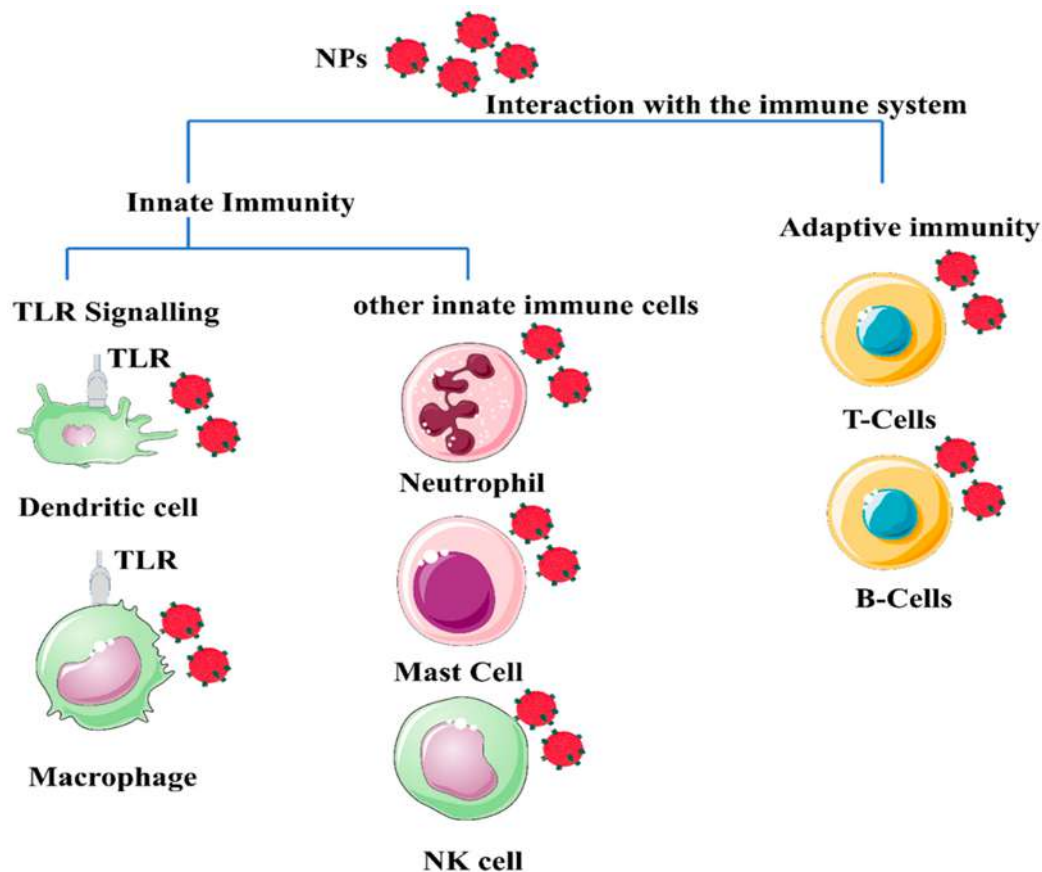 NPs
Interaction with the immune system
Innate Immunity
Adaptive immunity
TLR Signalling
other innate immune cells
TLR
Dendritic cell
TLR
Macrophage
Neutrophil
Mast Cell
NK cell
T-Cells
B-Cells